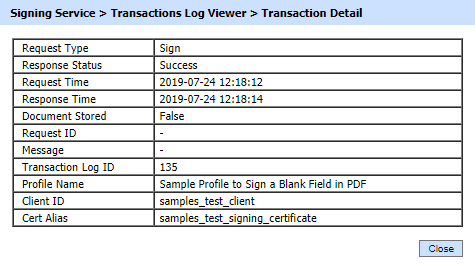 Signing Service > Transactions Log Viewer > Transaction Detail
Request Type Sign
Response Status Success
Request Time 2019-07-24 12:18:12
Response Time 2019-07-24 12:18:14
Document Stored False
Request ID -
Message -
Transaction Log ID 135
Profile Name Sample Profile to Sign a Blank Field in PDF
Client ID samples_test_client
Cert Alias samples_test_signing_certificate
Close